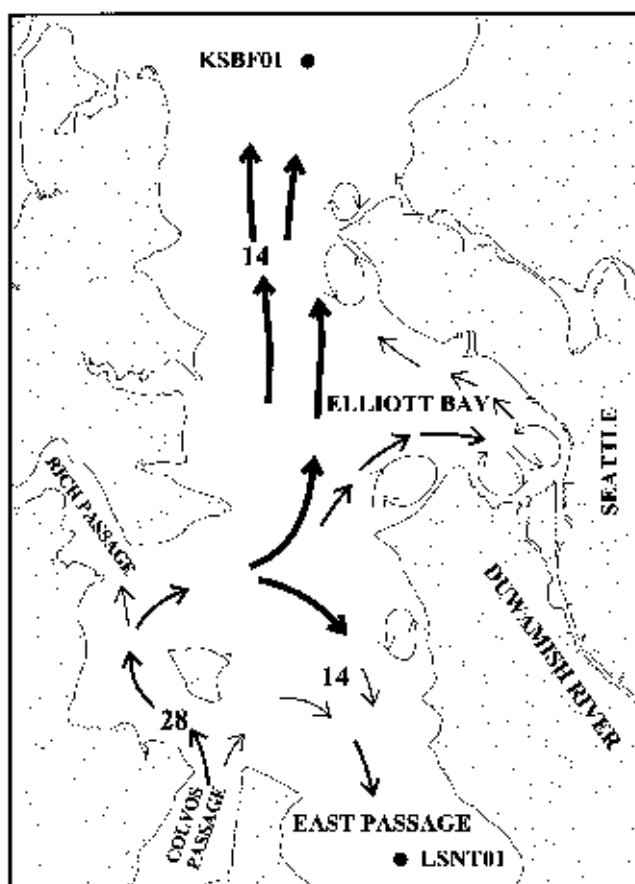 KSBF01
14
ELLIOTT BAY
SEATTLE
RICH PASSAGE
DUWAMISH RIVER
14
28
COLVOS
PASSAGE
EAST PASSAGE
LSNT01